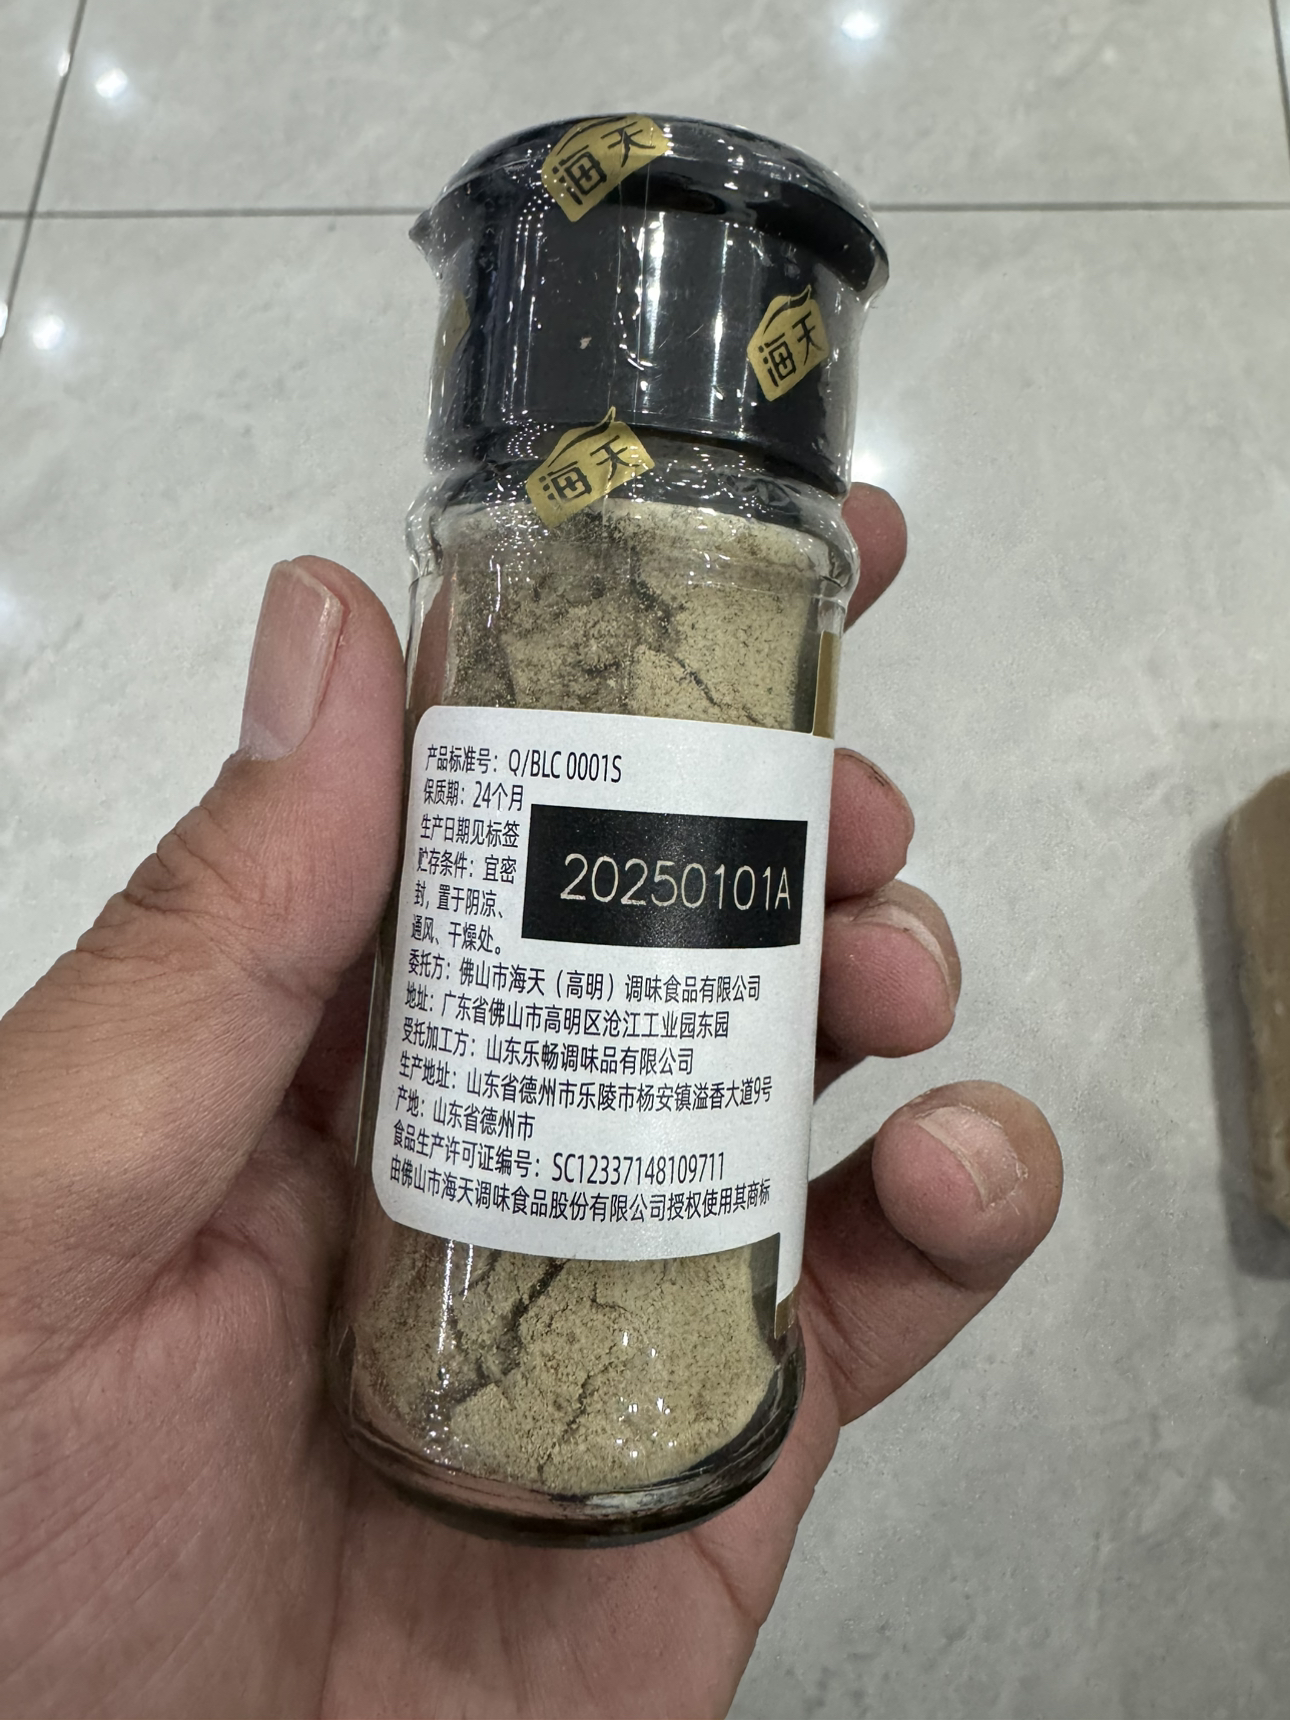 海天
海天
海天
产品标准号：Q/BLC 0001S
保质期：24个月
生产日期见标签
贮存条件：宜密
封，置于阴凉、
通风、干燥处。
20250101A
委托方：佛山市海天（高明）调味食品有限公司
地址：广东省佛山市高明区沧江工业园东园
受托加工方：山东乐畅调味品有限公司
生产地址：山东省德州市乐陵市杨安镇溢香大道9号
产地：山东省德州市
食品生产许可证编号：SC12337148109711
由佛山市海天调味食品股份有限公司授权使用其商标